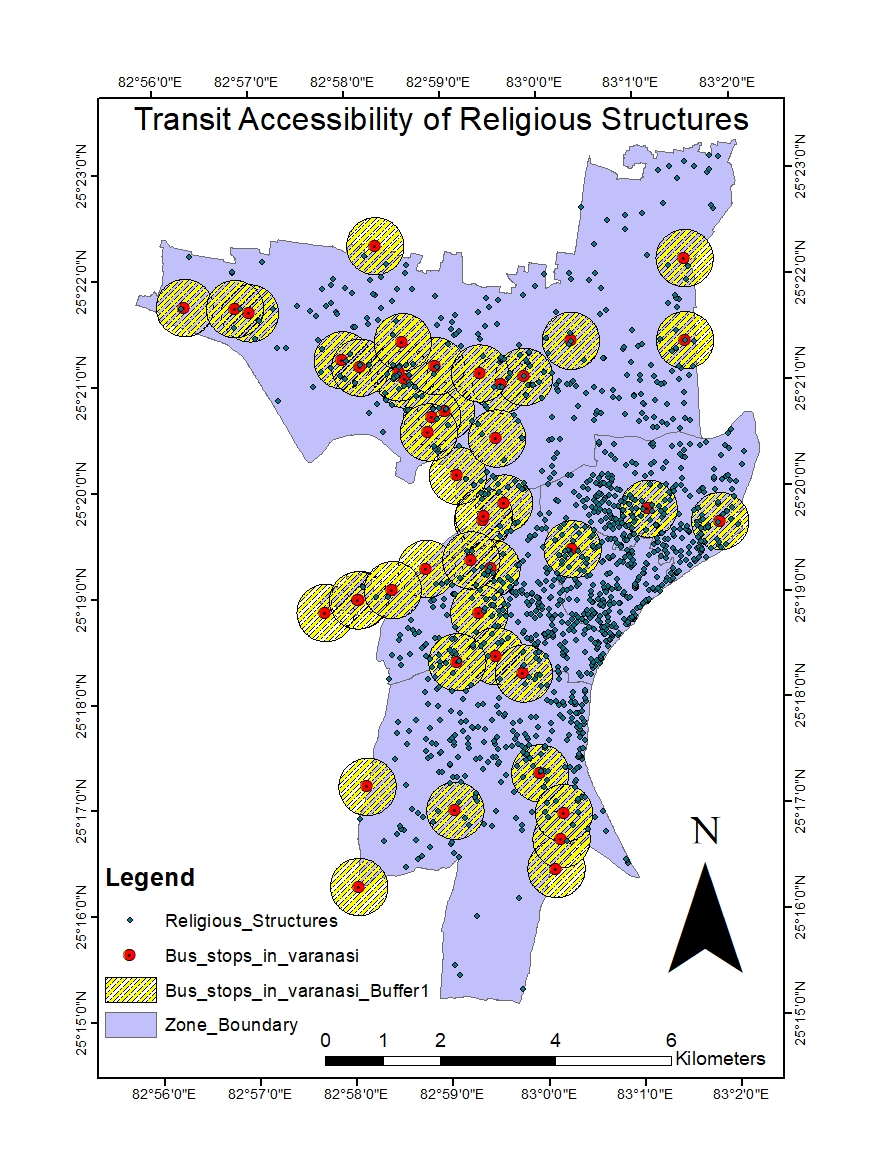 82°56'0"E 82°57'0"E 82°58'0"E 82°59'0"E 83°0'0"E 83°1'0"E 83°2'0"E
Transit Accessibility of Religious Structures
25°23'0"N 25°23'0"N
25°22'0"N 25°22'0"N
25°21'0"N 25°21'0"N
25°20'0"N 25°20'0"N
25°19'0"N 25°19'0"N
25°18'0"N 25°18'0"N
25°17'0"N 25°17'0"N
N
Legend
25°16'0"N 25°16'0"N
Religious_Structures
Bus_stops_in_varanasi
Bus_stops_in_varanasi_Buffer1
25°15'0"N 25°15'0"N
Zone_Boundary
0 1 2 4 6
Kilometers
82°56'0"E 82°57'0"E 82°58'0"E 82°59'0"E 83°0'0"E 83°1'0"E 83°2'0"E